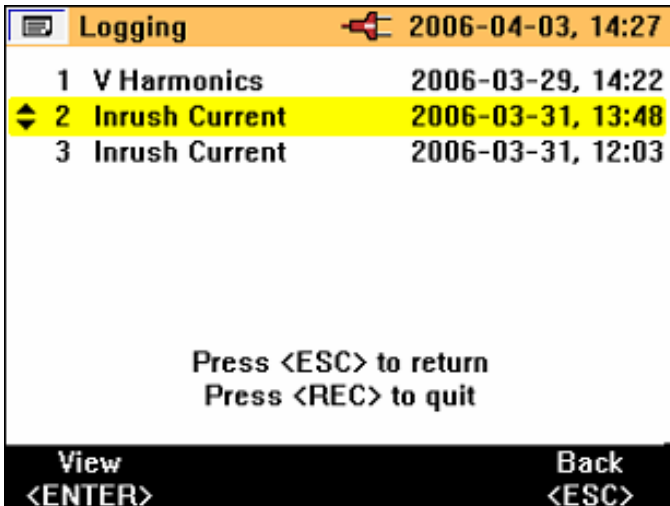 Logging 2006-04-03, 14:27
1 V Harmonics 2006-03-29, 14:22
2 Inrush Current 2006-03-31, 13:48
3 Inrush Current 2006-03-31, 12:03
Press <ESC> to return
Press <REC> to quit
View Back
<ENTER> <ESC>